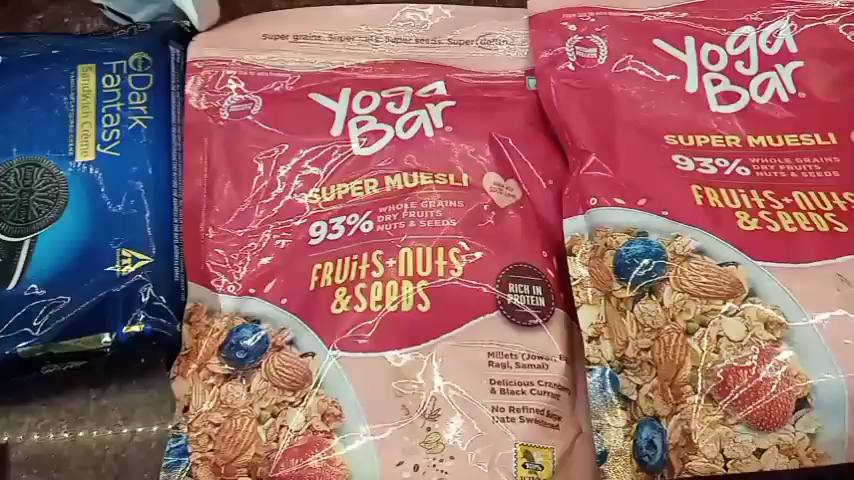 Dark
Fantasy
Sandwich Creme
Super grains. Super nuts. Super seeds. Super
Yoga
Bar
SUPER MUESLI
93% WHOLE GRAINS
DRY FRUITS
NUTS & SEEDS
FRUITS+NUTS
& SEEDS
RICH IN
PROTEIN
Millets (Jowar,
Ragi, Samai)
Delicious Cranberry
& Black Currant
No Refined Sugar
Date Sweetened
Yoga
Bar
SUPER MUESLI
93% WHOLE GRAINS
DRY FRUITS
NUTS & SEEDS
FRUITS+NUTS
& SEEDS